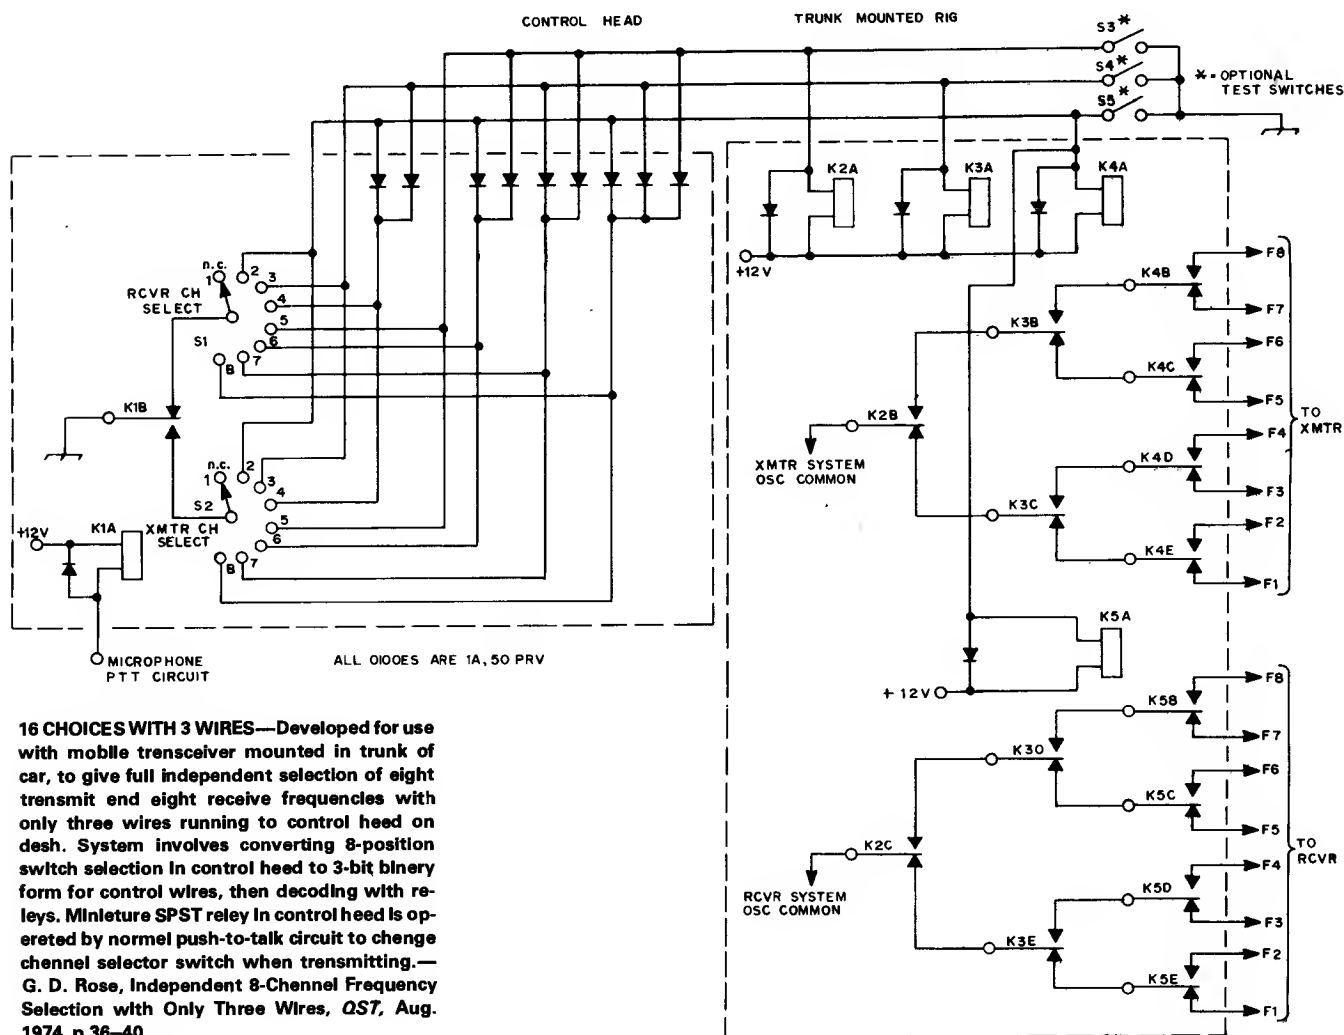 CONTROL HEAD
TRUNK MOUNTED RIG
S3*
S4*
S5*
* = OPTIONAL
TEST SWITCHES
K2A
K3A
K4A
+12V
n.c.
1
2
3
4
5
6
7
8
RCVR CH
SELECT
S1
K1B
n.c.
1
2
3
4
5
6
7
8
S2
XMTR CH
SELECT
+12V
K1A
MICROPHONE
PTT CIRCUIT
ALL DIODES ARE 1A, 50 PRV
K4B
K3B
K4C
K2B
XMTR SYSTEM
OSC COMMON
K4D
K3C
K4E
F8
F7
F6
F5
F4
F3
F2
F1
TO
XMTR
K5A
+12V
K5B
K3D
K5C
K2C
RCVR SYSTEM
OSC COMMON
K5D
K3E
K5E
F8
F7
F6
F5
F4
F3
F2
F1
TO
RCVR
16 CHOICES WITH 3 WIRES—Developed for use
with mobile trensceiver mounted in trunk of
car, to give full independent selection of eight
trensmit end eight receive frequencies with
only three wires running to control heed on
desh. System involves converting 8-position
switch selection in control heed to 3-bit binery
form for control wires, then decoding with re-
leys. Minieture SPST reley in control heed is op-
ereted by normel push-to-talk circuit to chenge
chennel selector switch when trensmitting.—
G. D. Rose, Independent 8-Channel Frequency
Selection with Only Three Wires, QST, Aug.
1974, p 36–40.